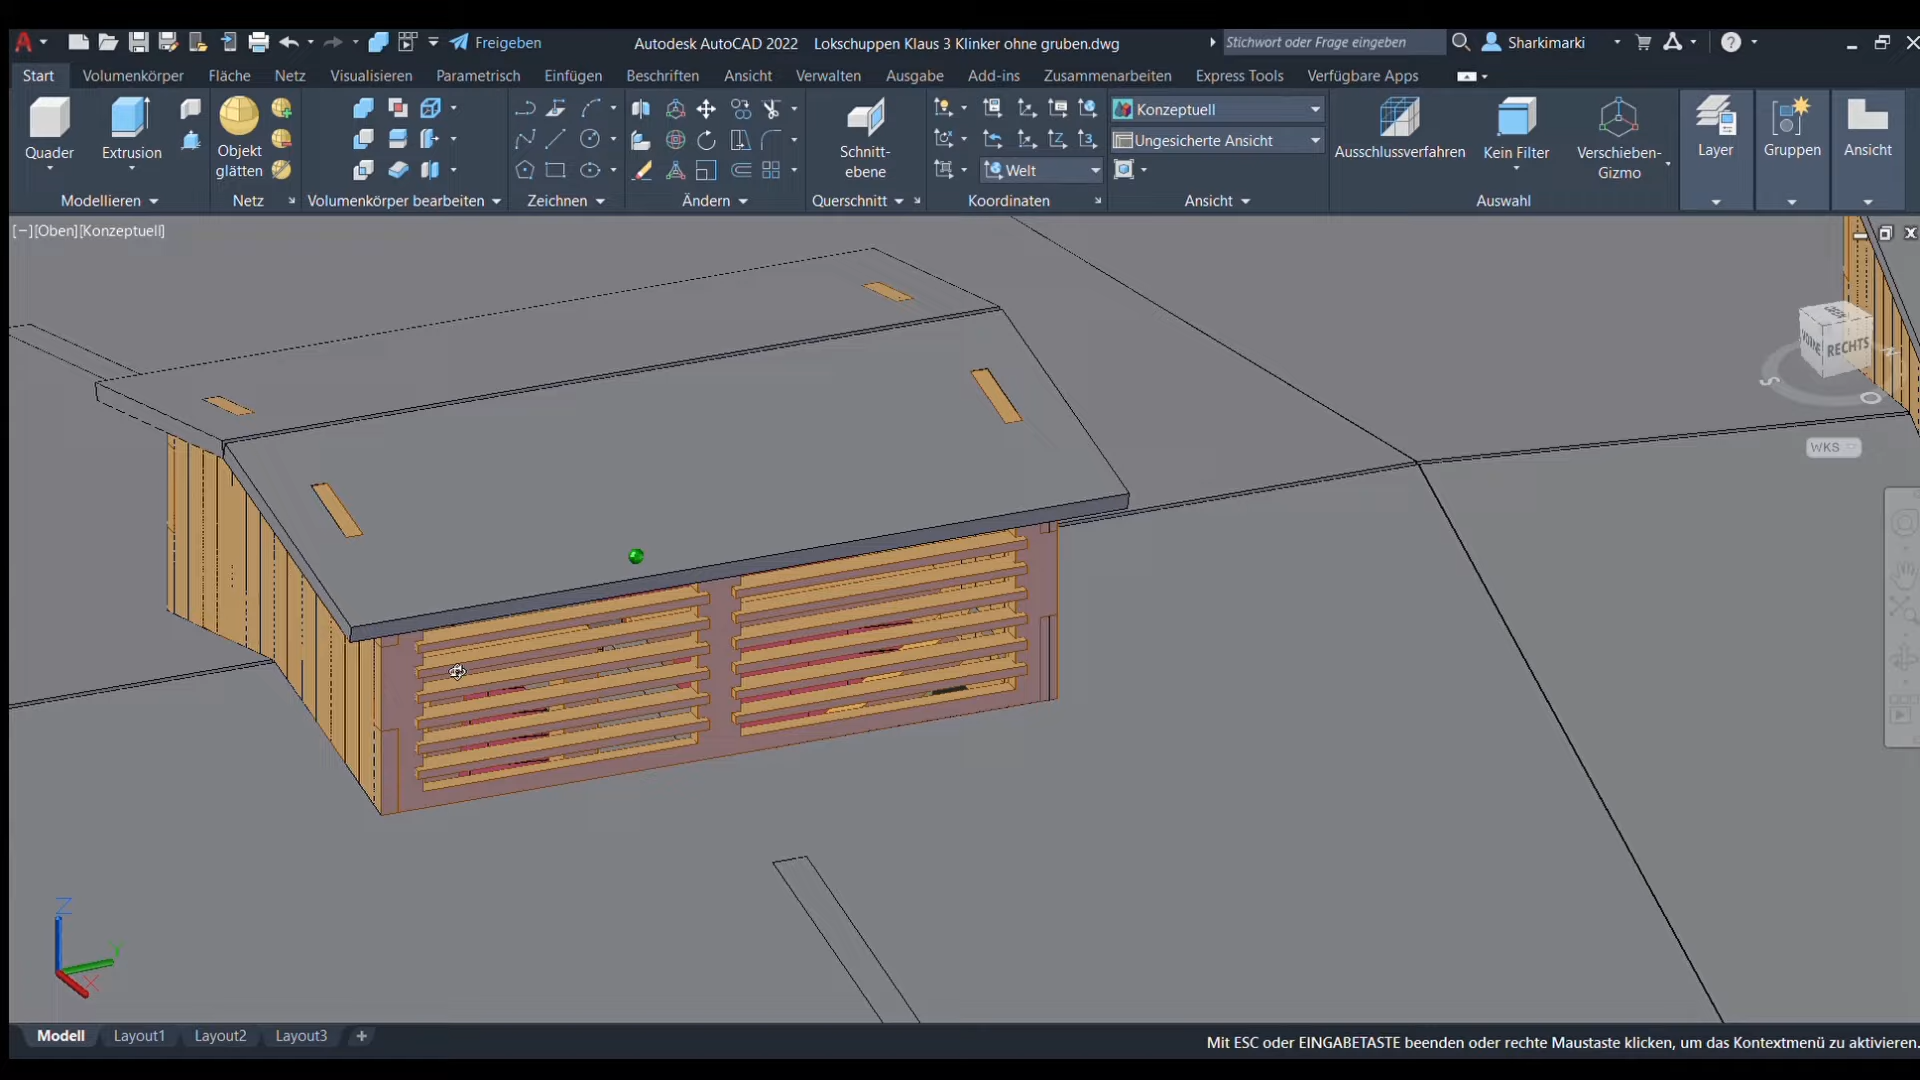 Freigeben
Autodesk AutoCAD 2022 Lokschuppen Klaus 3 Klinker ohne gruben.dwg
Stichwort oder Frage eingeben
Sharkimarki
Start Volumenkörper Fläche Netz Visualisieren Parametrisch Einfügen Beschriften Ansicht Verwalten Ausgabe Add-ins Zusammenarbeiten Express Tools Verfügbare Apps
Quader
Extrusion
Objekt
glätten
Schnitt-
ebene
Welt
Konzeptuell
Ungesicherte Ansicht
Ausschlussverfahren
Kein Filter
Verschieben-
Gizmo
Layer
Gruppen
Ansicht
Modellieren Netz Volumenkörper bearbeiten Zeichnen Ändern Querschnitt Koordinaten Ansicht Auswahl
[−][Oben][Konzeptuell]
RECHTS
S
O
WKS
Z
Y
X
Modell Layout1 Layout2 Layout3 +
Mit ESC oder EINGABETASTE beenden oder rechte Maustaste klicken, um das Kontextmenü zu aktivieren.